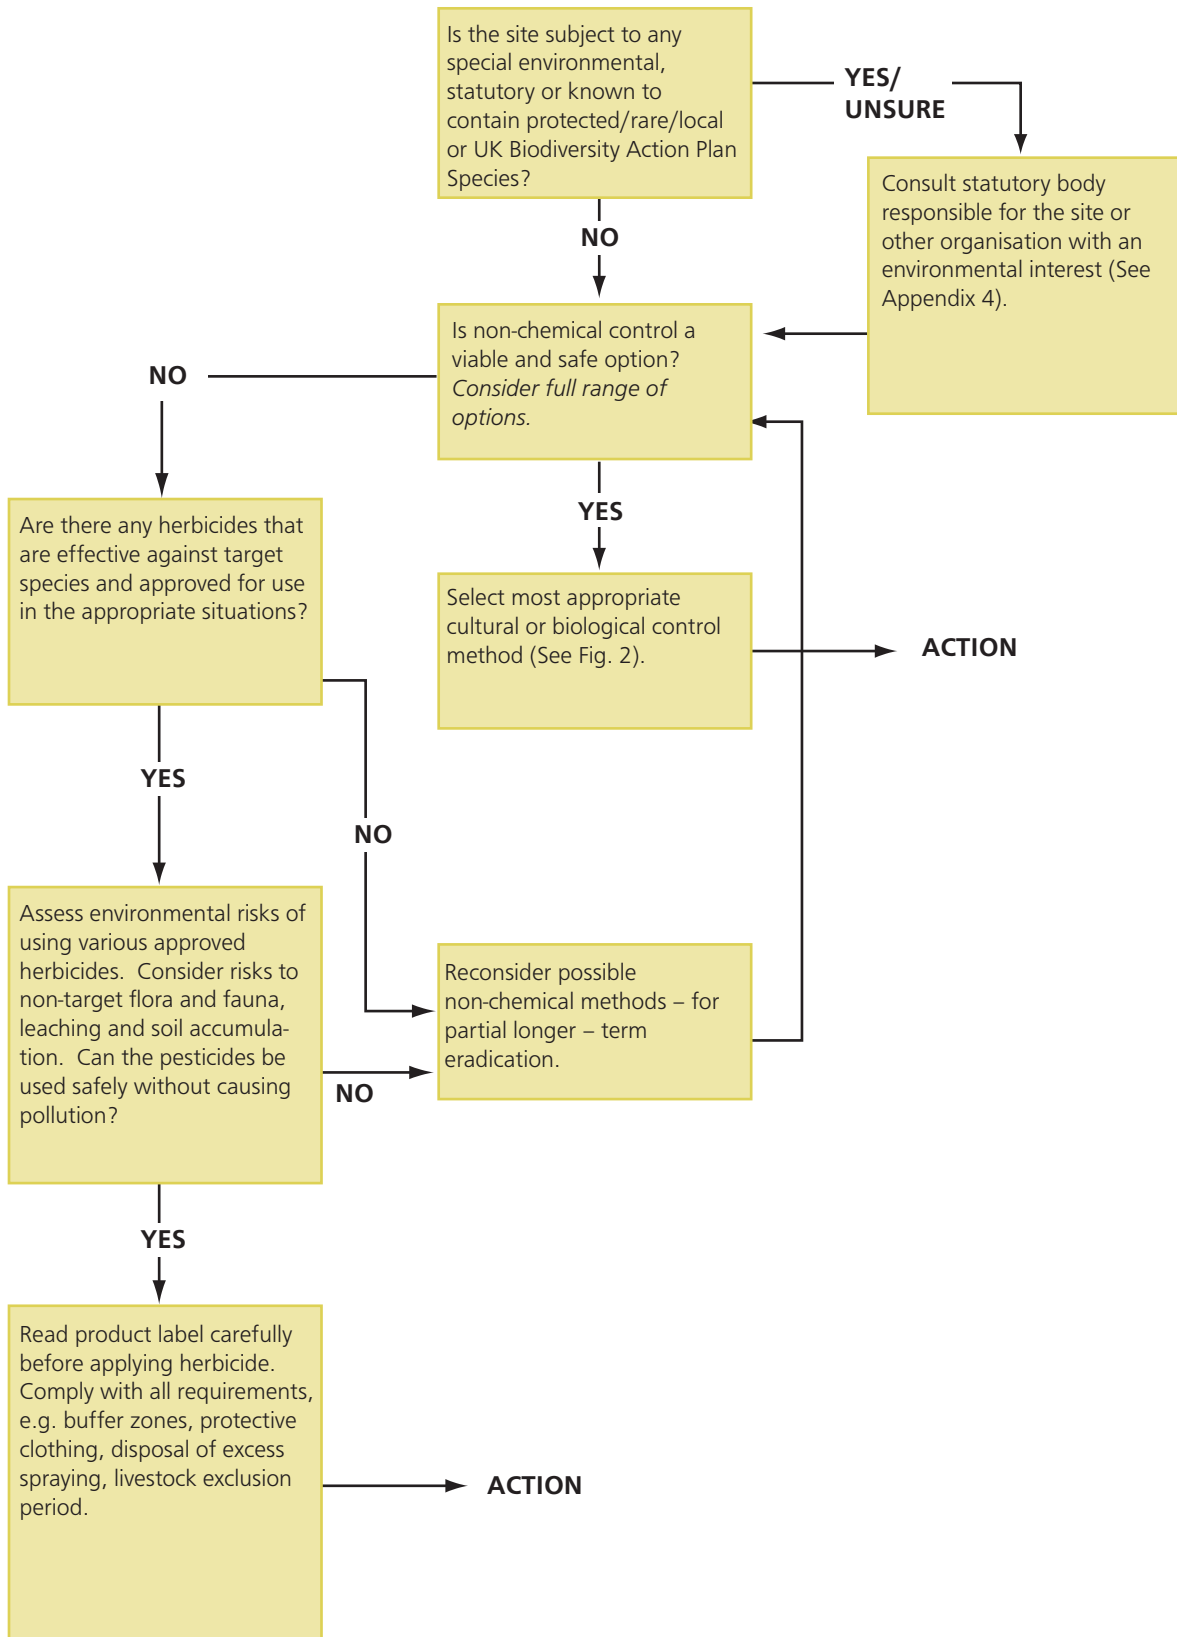 Is the site subject to any
special environmental,
statutory or known to
contain protected/rare/local
or UK Biodiversity Action Plan
Species?
YES/
UNSURE
Consult statutory body
responsible for the site or
other organisation with an
environmental interest (See
Appendix 4).
NO
Is non-chemical control a
viable and safe option?
Consider full range of
options.
NO
YES
Are there any herbicides that
are effective against target
species and approved for use
in the appropriate situations?
Select most appropriate
cultural or biological control
method (See Fig. 2).
ACTION
YES
NO
Assess environmental risks of
using various approved
herbicides.  Consider risks to
non-target flora and fauna,
leaching and soil accumula-
tion.  Can the pesticides be
used safely without causing
pollution?
NO
Reconsider possible
non-chemical methods – for
partial longer – term
eradication.
YES
Read product label carefully
before applying herbicide.
Comply with all requirements,
e.g. buffer zones, protective
clothing, disposal of excess
spraying, livestock exclusion
period.
ACTION